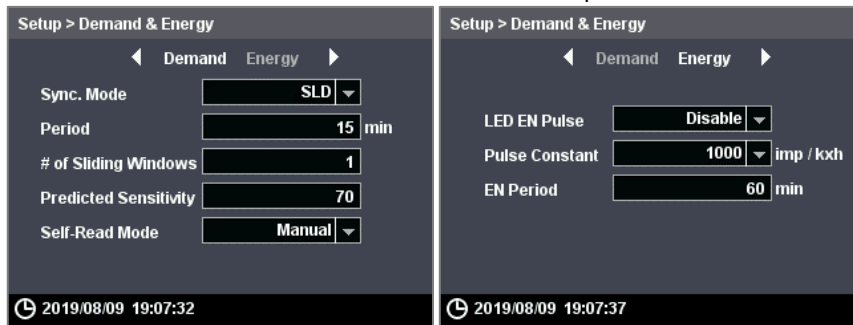 Setup > Demand & Energy
Demand Energy
Sync. Mode SLD
Period 15 min
# of Sliding Windows 1
Predicted Sensitivity 70
Self-Read Mode Manual
2019/08/09 19:07:32
Setup > Demand & Energy
Demand Energy
LED EN Pulse Disable
Pulse Constant 1000 imp / kxh
EN Period 60 min
2019/08/09 19:07:37